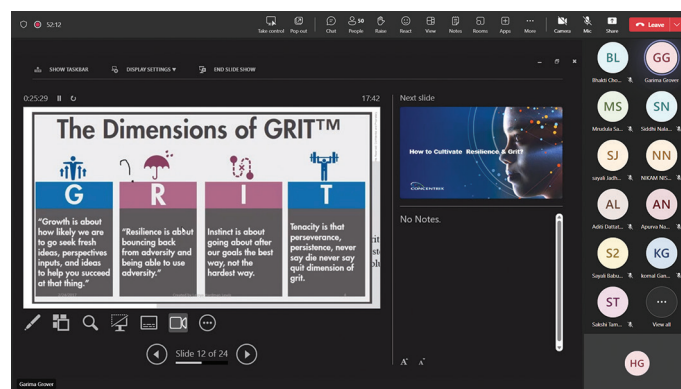 52:12
Take control
Pop out
Chat
50
People
Raise
React
View
Notes
Rooms
Apps
More
Camera
Mic
Share
Leave
SHOW TASKBAR
DISPLAY SETTINGS ▼
END SLIDE SHOW
0:25:29
17:42
The Dimensions of GRIT™
G
R
I
T
"Growth is about
how likely we are
to go seek fresh
ideas, perspectives
inputs, and ideas
to help you succeed
at that thing."
"Resilience is about
bouncing back
from adversity and
being able to use
adversity."
Instinct is about
going about after
our goals the best
way, not the
hardest way.
Tenacity is that
perseverance,
persistence, never
say die never say
quit dimension of
grit.
Next slide
How to Cultivate Resilience & Grit?
CONCENTRIX
No Notes.
Slide 12 of 24
A
A
BL
Bhakti Cho...
GG
Garima Grover
MS
Mrudula Sa...
SN
Siddhi Nala...
SJ
sayali Jadh...
NN
NIKAM NIS...
AL
Aditi Dattat...
AN
Apurva Na...
S2
Sayali Babu...
KG
komal Gan...
ST
Sakshi Tam...
...
View all
HG
Garima Grover